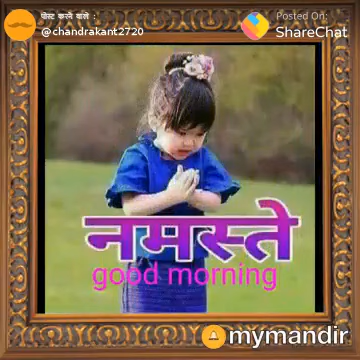 पोस्ट करने वाले :
@chandrakant2720
Posted On:
ShareChat
नमस्ते
good morning
mymandir